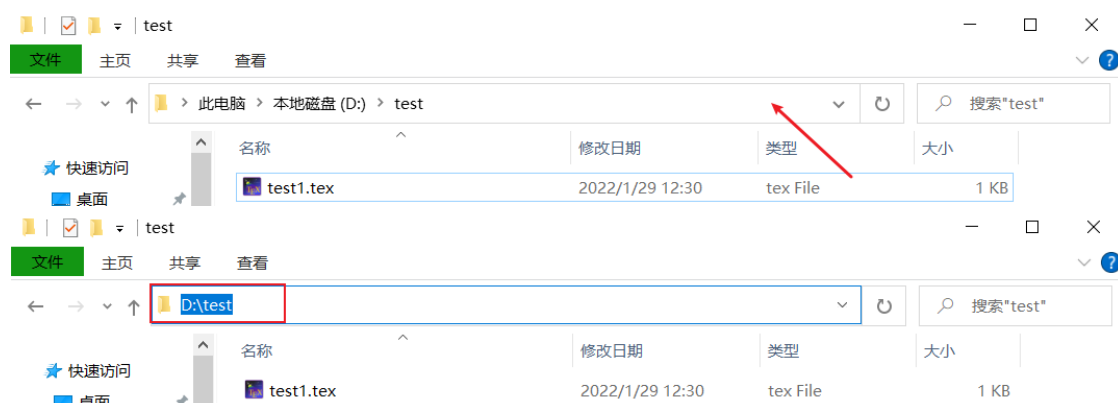 test
文件 主页 共享 查看
此电脑 > 本地磁盘 (D:) > test 搜索"test"
名称 修改日期 类型 大小
快速访问
test1.tex 2022/1/29 12:30 tex File 1 KB
桌面
test
文件 主页 共享 查看
D:\test 搜索"test"
名称 修改日期 类型 大小
快速访问
test1.tex 2022/1/29 12:30 tex File 1 KB
桌面